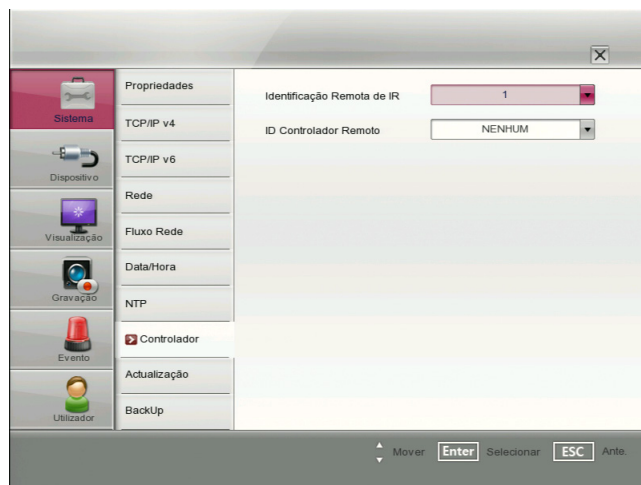 Sistema
Dispositivo
Visualização
Gravação
Evento
Utilizador
Propriedades
TCP/IP v4
TCP/IP v6
Rede
Fluxo Rede
Data/Hora
NTP
Controlador
Actualização
BackUp
Identificação Remota de IR 1
ID Controlador Remoto NENHUM
Mover Enter Selecionar ESC Ante.